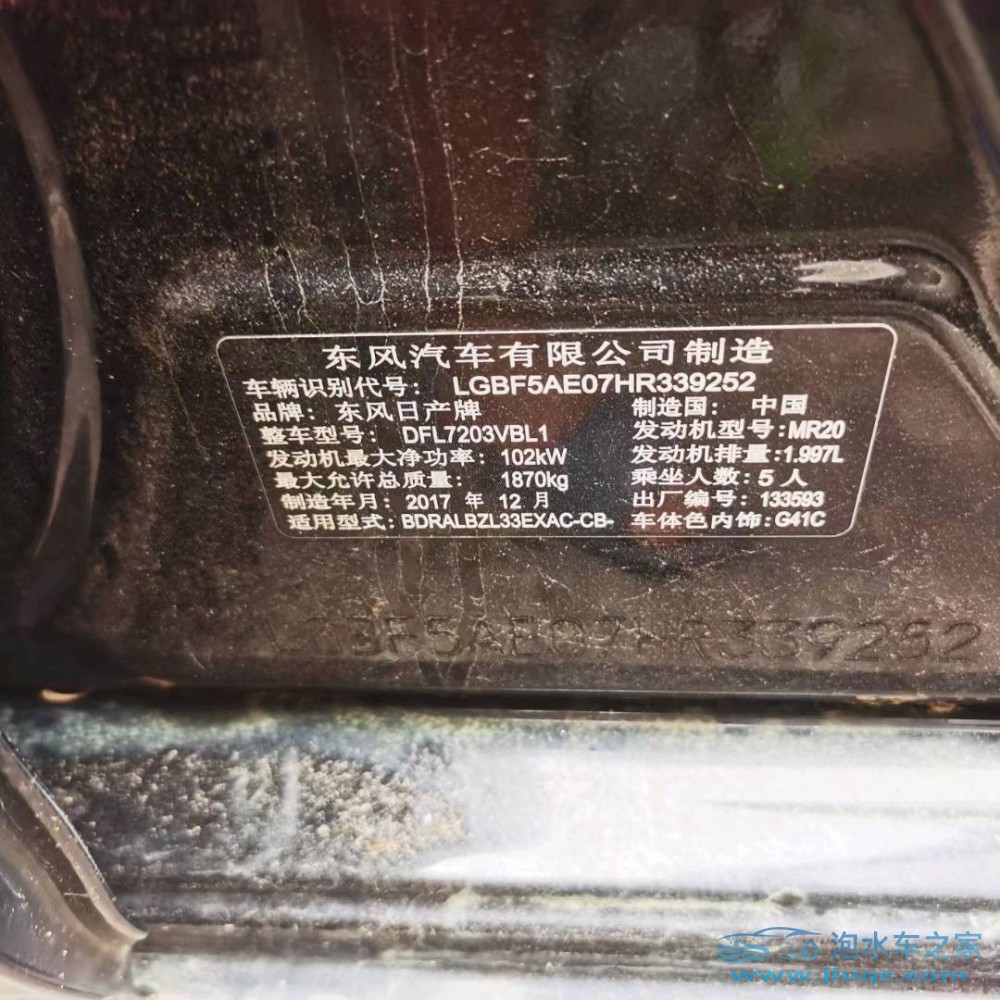 东风汽车有限公司制造
车辆识别代号： LGBF5AE07HR339252
品牌：东风日产牌 制造国： 中国
整车型号： DFL7203VBL1 发动机型号：MR20
发动机最大净功率：102kW 发动机排量：1.997L
最大允许总质量： 1870kg 乘坐人数：5人
制造年月：2017 年 12 月 出厂编号：133593
适用型式：BDRALBZL33EXAC-CB- 车体色内饰：G41C
LGBF5AE07HR339252
泡水车之家